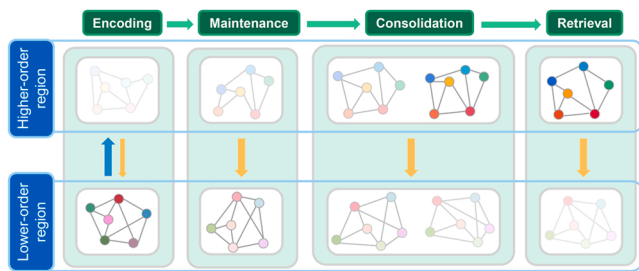 Encoding
Maintenance
Consolidation
Retrieval
Higher-order
region
Lower-order
region